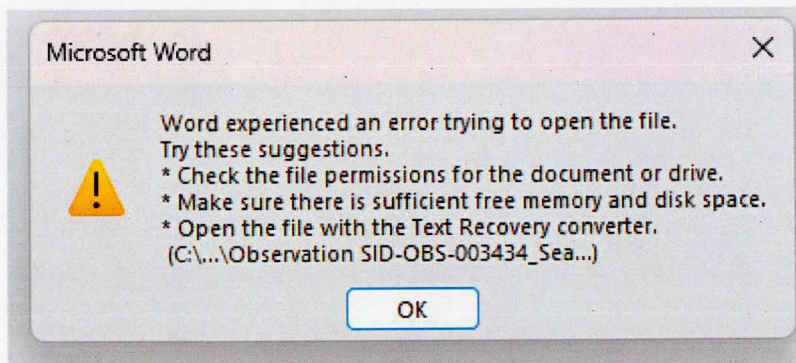 Microsoft Word
Word experienced an error trying to open the file.
Try these suggestions.
* Check the file permissions for the document or drive.
* Make sure there is sufficient free memory and disk space.
* Open the file with the Text Recovery converter.
(C:\...\Observation SID-OBS-003434_Sea...)
OK